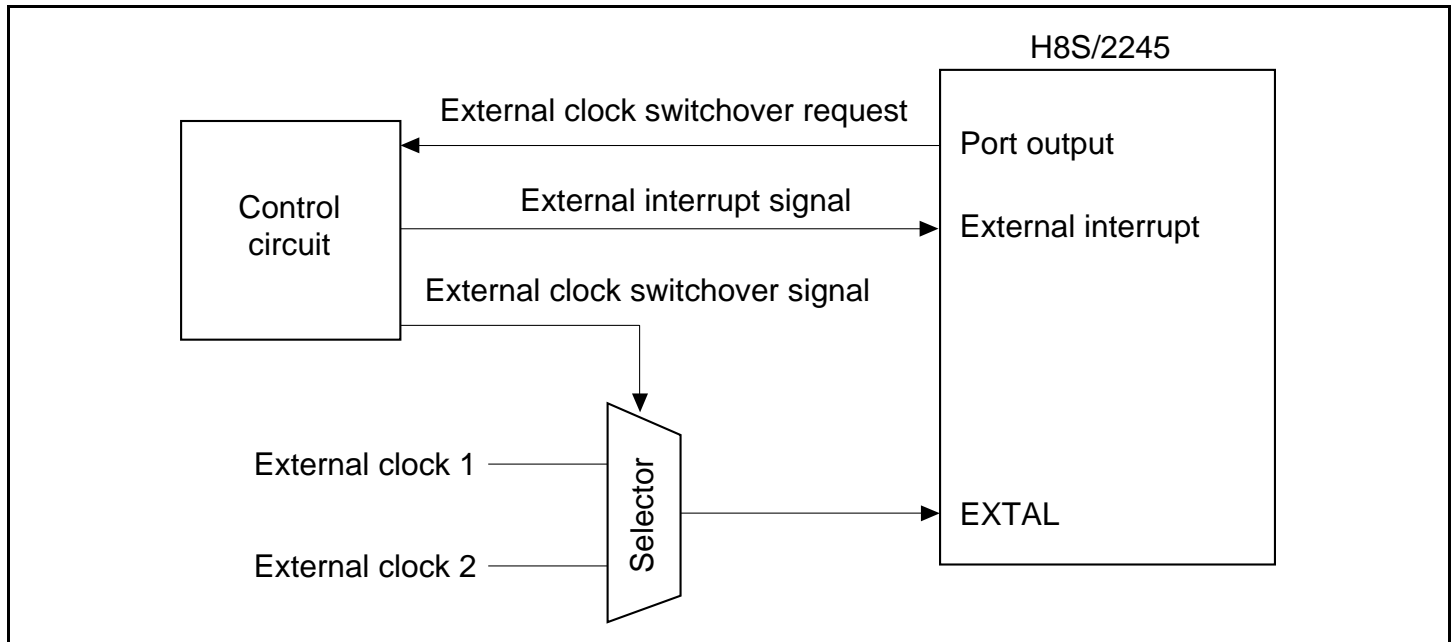 H8S/2245
External clock switchover request
Port output
Control
circuit
External interrupt signal
External interrupt
External clock switchover signal
External clock 1
Selector
EXTAL
External clock 2